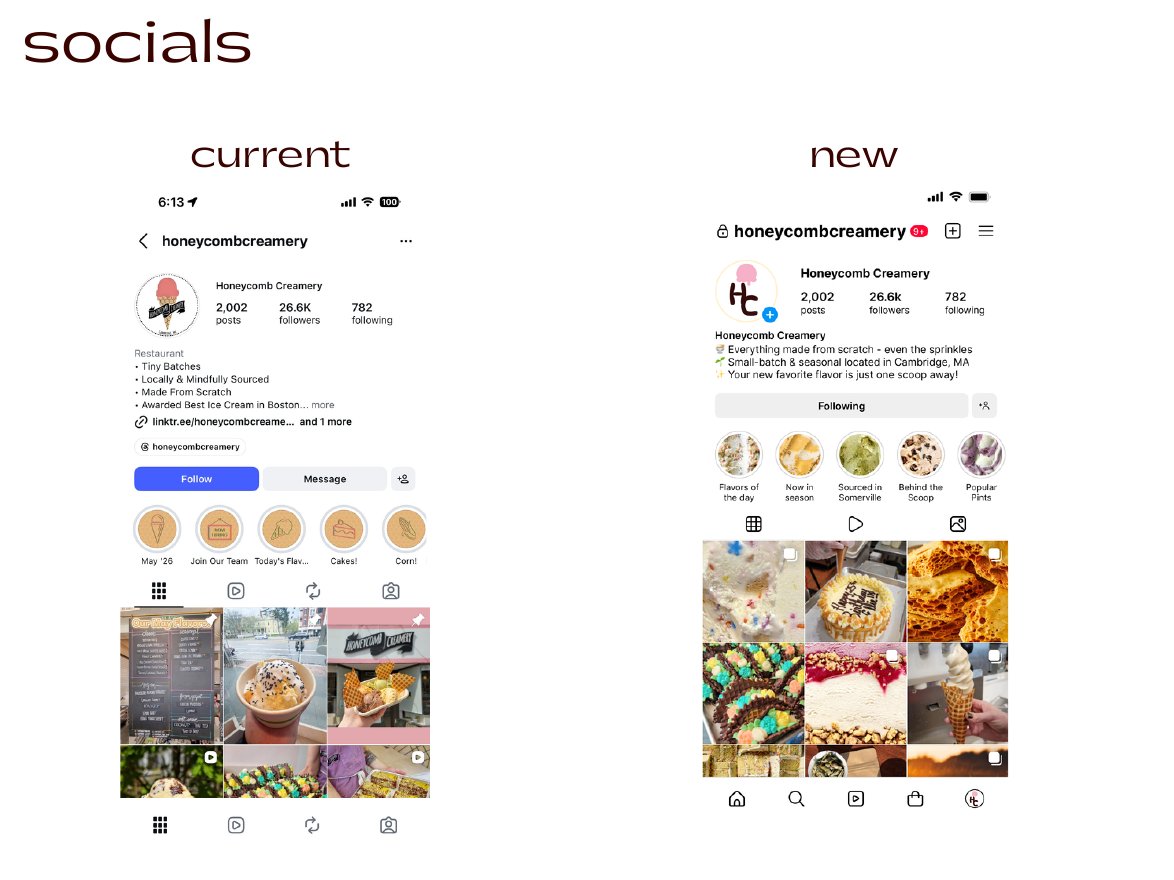 socials
current
new
6:13
100
honeycombcreamery
Honeycomb Creamery
2,002
26.6K
782
posts
followers
following
Restaurant
• Tiny Batches
• Locally & Mindfully Sourced
• Made From Scratch
• Awarded Best Ice Cream in Boston... more
linktr.ee/honeycombcreame... and 1 more
honeycombcreamery
Follow
Message
May '26
Join Our Team
Today's Flav...
Cakes!
Corn!
Our May Flavors
HONEYCOMB CREAMERY
honeycombcreamery
9+
Honeycomb Creamery
2,002
26.6k
782
posts
followers
following
HC
Honeycomb Creamery
Everything made from scratch - even the sprinkles
Small-batch & seasonal located in Cambridge, MA
Your new favorite flavor is just one scoop away!
Following
Flavors of
the day
Now in
season
Sourced in
Somerville
Behind the
Scoop
Popular
Pints
HC